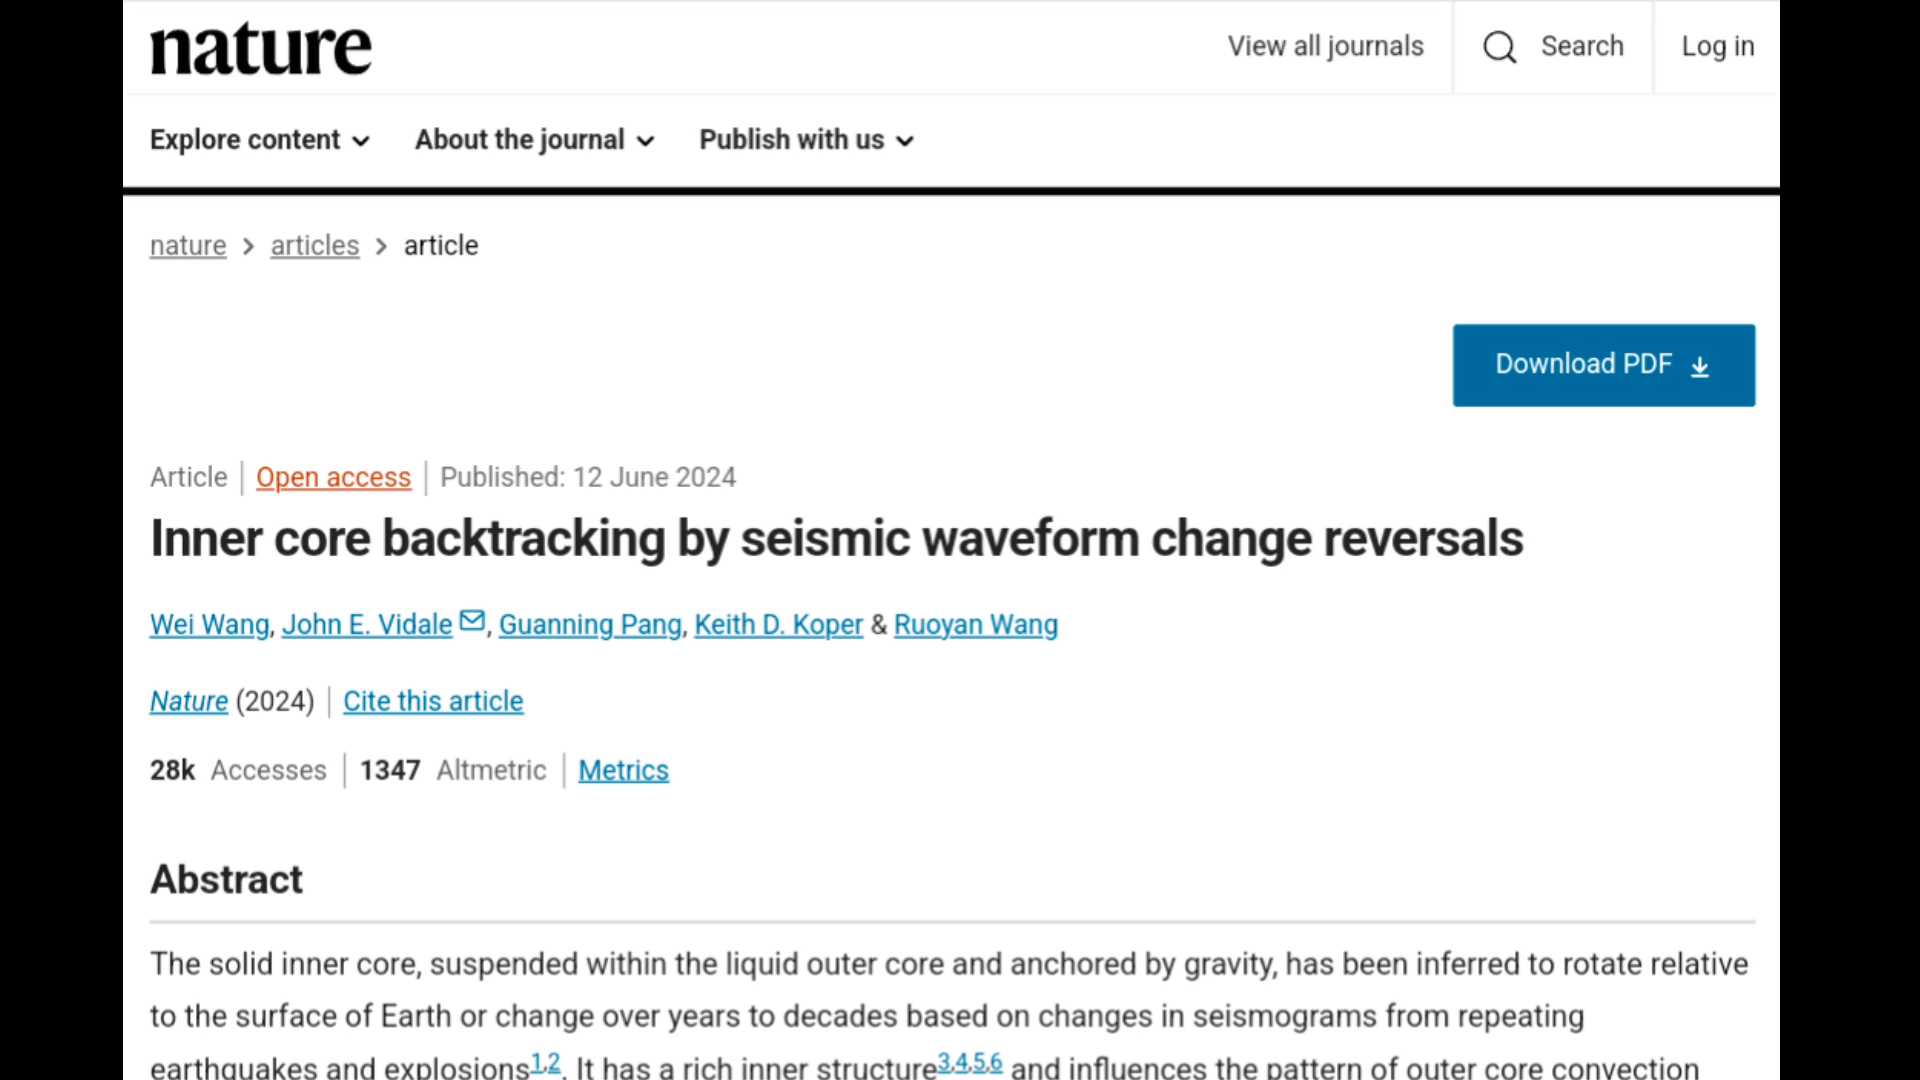 nature
View all journals
Search
Log in
Explore content
About the journal
Publish with us
nature > articles > article
Download PDF
Article | Open access | Published: 12 June 2024
Inner core backtracking by seismic waveform change reversals
Wei Wang, John E. Vidale, Guanning Pang, Keith D. Koper & Ruoyan Wang
Nature (2024) | Cite this article
28k Accesses | 1347 Altmetric | Metrics
Abstract
The solid inner core, suspended within the liquid outer core and anchored by gravity, has been inferred to rotate relative
to the surface of Earth or change over years to decades based on changes in seismograms from repeating
earthquakes and explosions1,2. It has a rich inner structure3,4,5,6 and influences the pattern of outer core convection